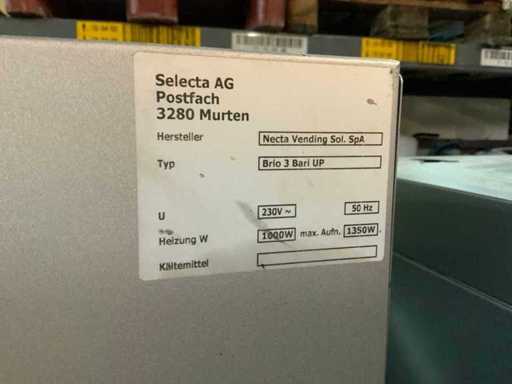 Selecta AG
Postfach
3280 Murten
Hersteller Necta Vending Sol. SpA
Typ Brio 3 Bari UP
U 230V ~ 50 Hz
Heizung W 1000W max. Aufn. 1350W
Kältemittel